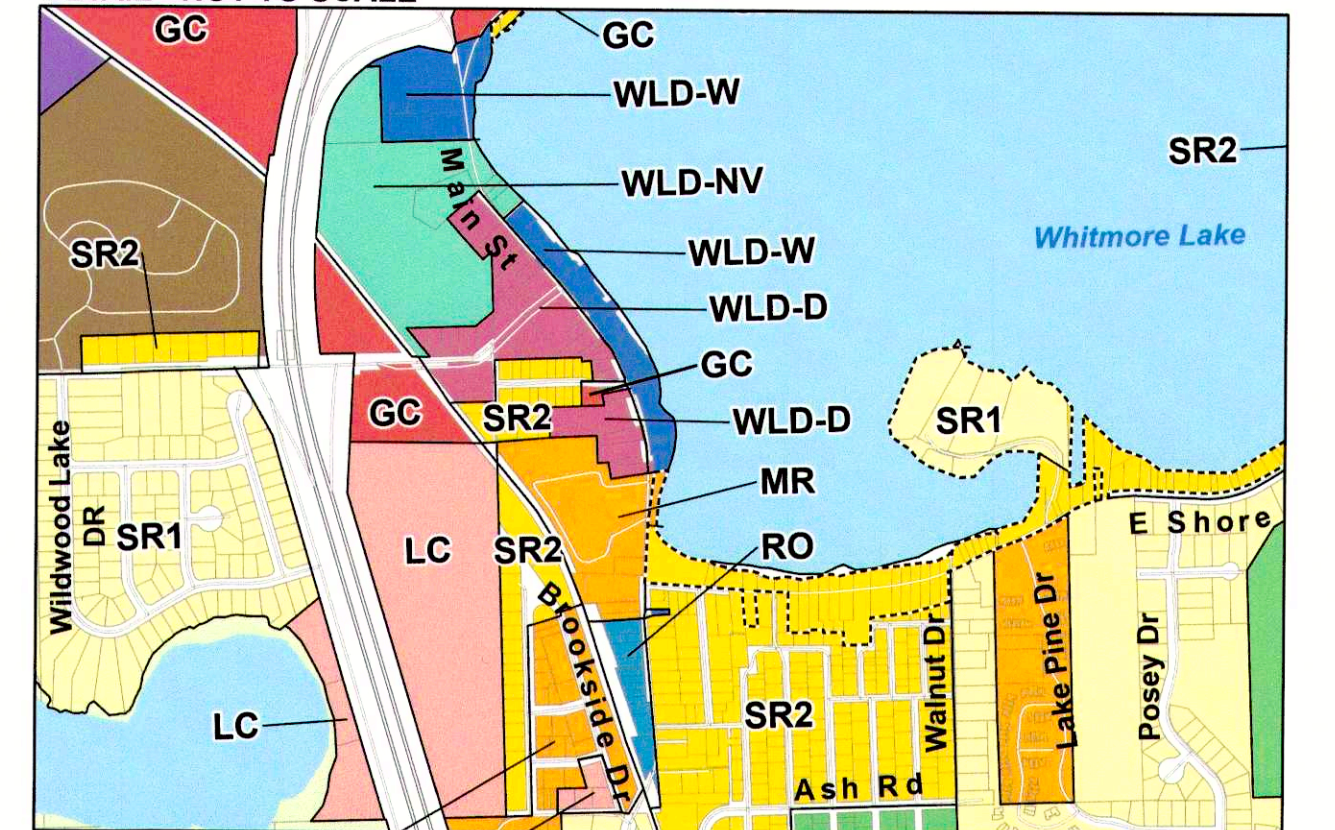 GC
GC
WLD-W
SR2
WLD-NV
Main St
Whitmore Lake
SR2
WLD-W
WLD-D
GC
GC
SR2
WLD-D
SR1
MR
E Shore
Wildwood Lake
DR
SR1
LC
SR2
RO
Brookside Dr
Walnut Dr
Lake Pine Dr
Posey Dr
LC
SR2
Ash Rd